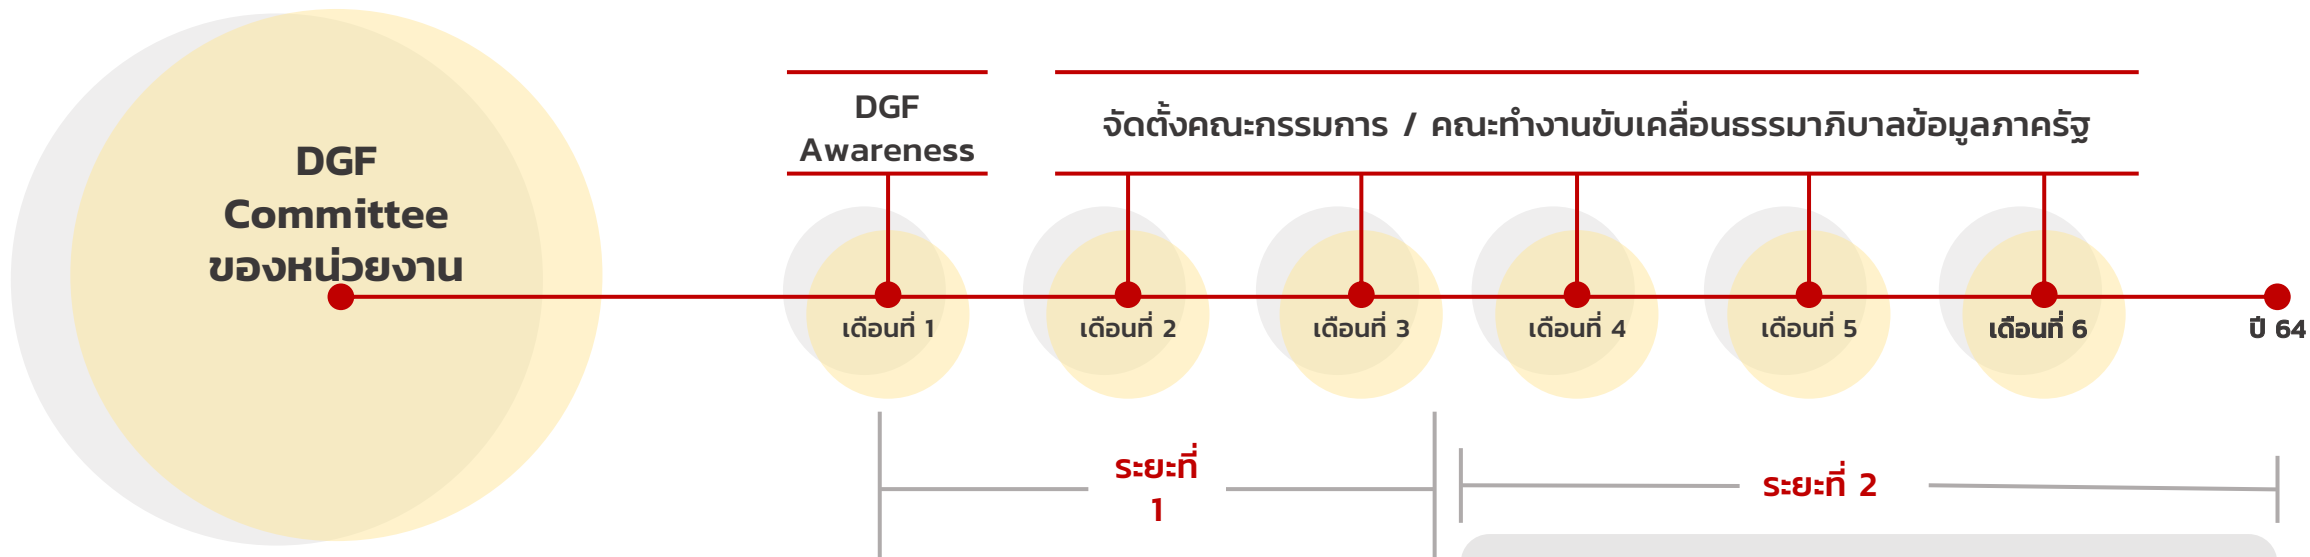 DGF
Committee
ของหน่วยงาน
DGF
Awareness
จัดตั้งคณะกรรมการ / คณะทำงานขับเคลื่อนธรรมาภิบาลข้อมูลภาครัฐ
เดือนที่ 1
เดือนที่ 2
เดือนที่ 3
เดือนที่ 4
เดือนที่ 5
เดือนที่ 6
ปี 64
ระยะที่
1
ระยะที่ 2